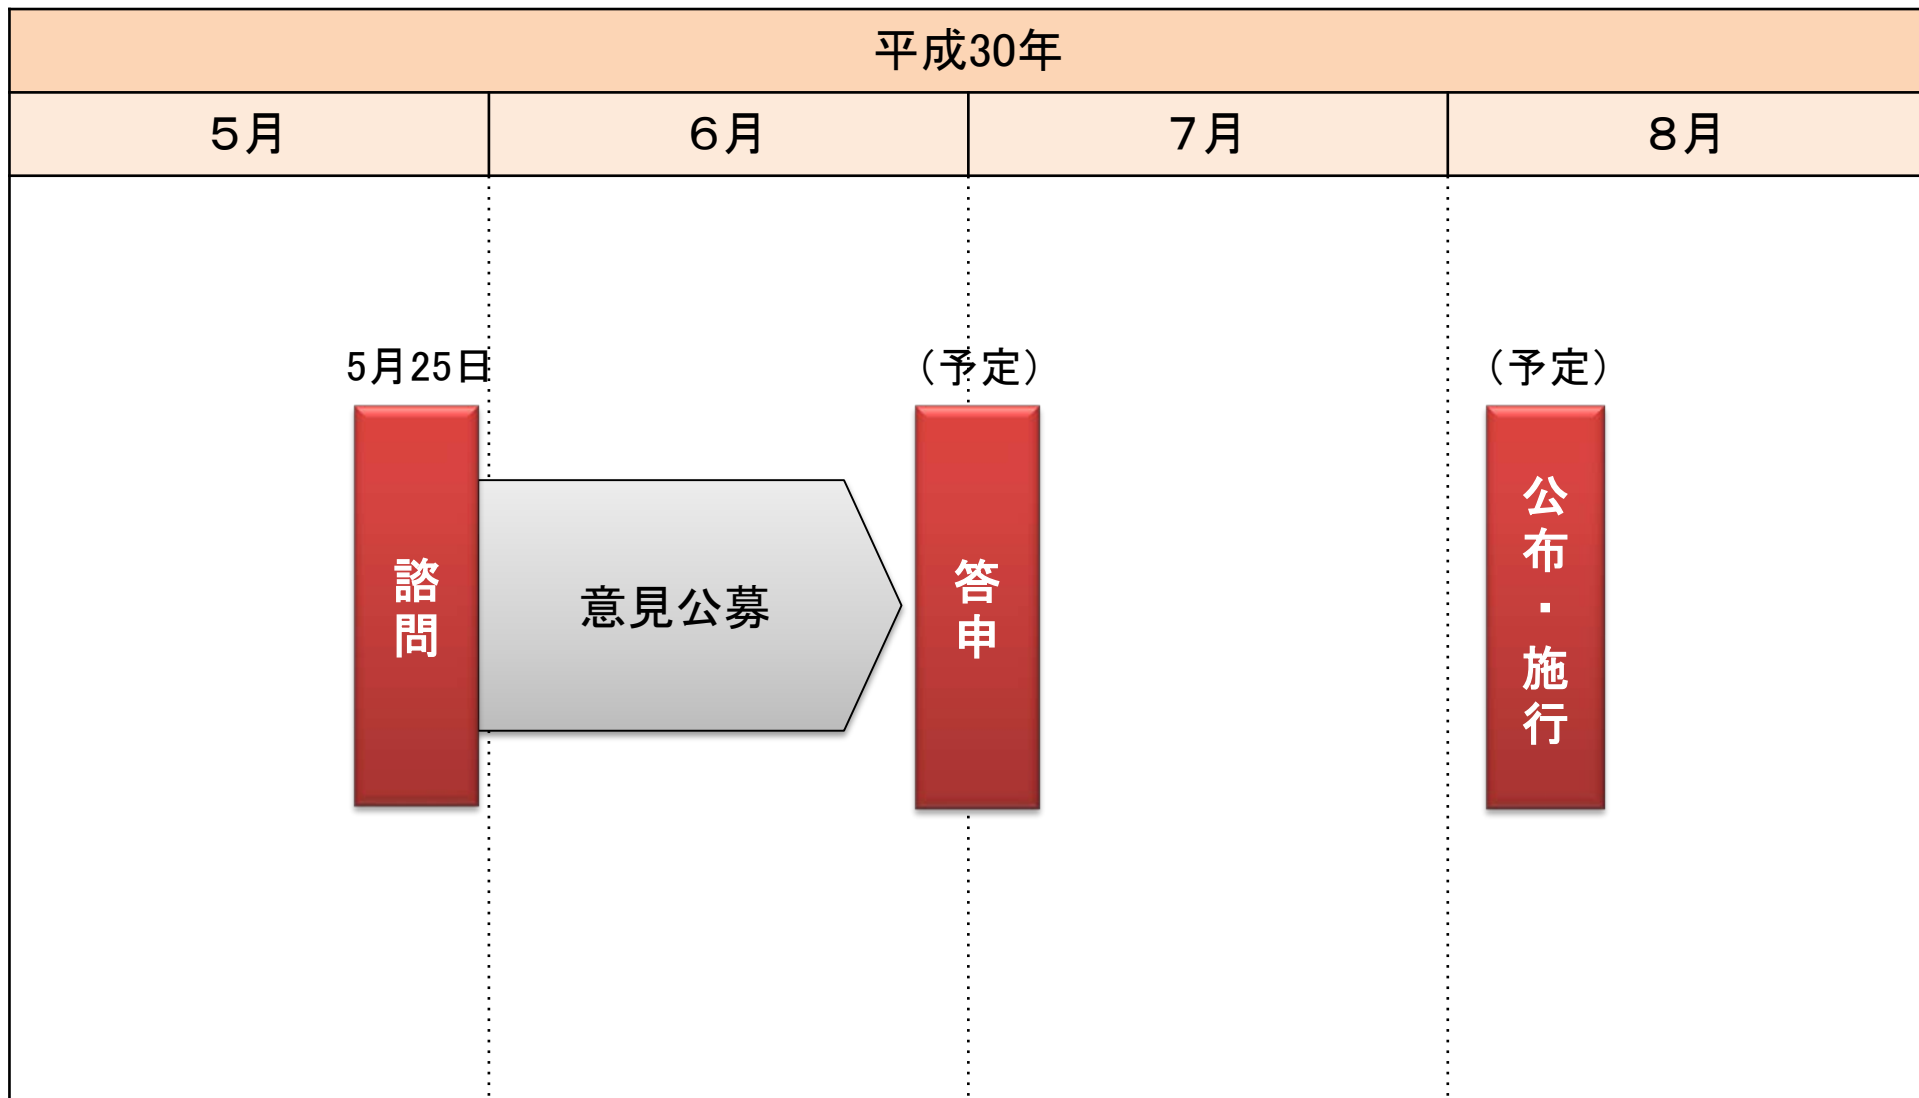 平成30年
５月
６月
７月
８月
5月25日
（予定）
（予定）
諮問
意見公募
答申
公布・施行